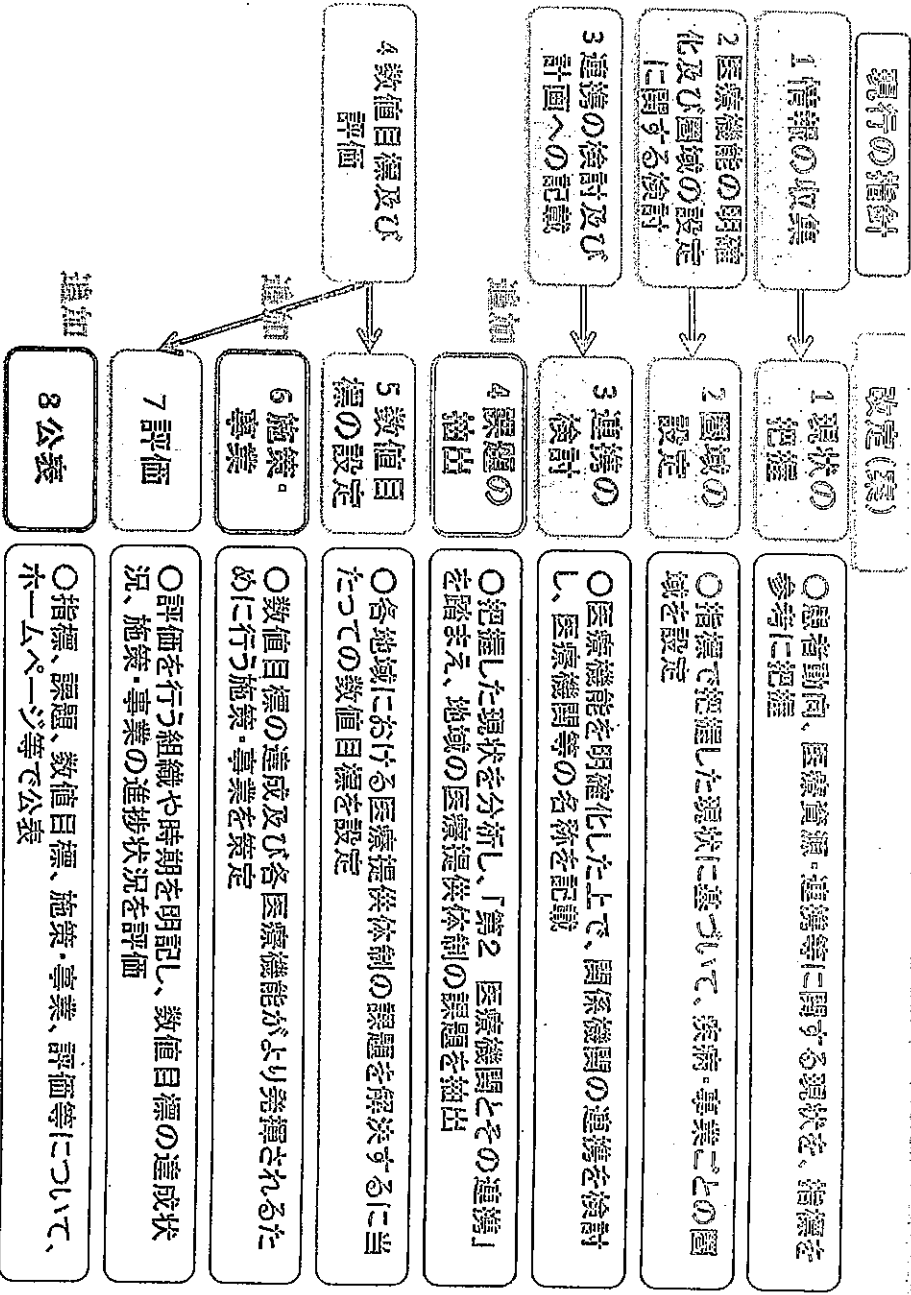 現行の指針
改定(案)
1 情報の収集
2 医療機能の明確
化及び圏域の設定
に関する検討
3 連携の検討及び
計画への記載
4 数値目標及び
評価
1 現状の
把握
○患者動向、医療資源・連携等に関する現状を、指標を
参考に把握
2 圏域の
設定
○指標で把握した現状に基づいて、疾病・事業ごとの圏
域を設定
3 連携の
検討
○医療機能を明確化した上で、関係機関の連携を検討
し、医療機関等の名称を記載
追加
4 課題の
抽出
○把握した現状を分析し、「第2 医療機関とその連携」
を踏まえ、地域の医療提供体制の課題を抽出
5 数値目
標の設定
○各地域における医療提供体制の課題を解決するに当
たっての数値目標を設定
追加
6 施策・
事業
○数値目標の達成及び各医療機能がより発揮されるた
めに行う施策・事業を策定
7 評価
○評価を行う組織や時期を明記し、数値目標の達成状
況、施策・事業の進捗状況を評価
追加
8 公表
○指標、課題、数値目標、施策・事業、評価等について、
ホームページ等で公表